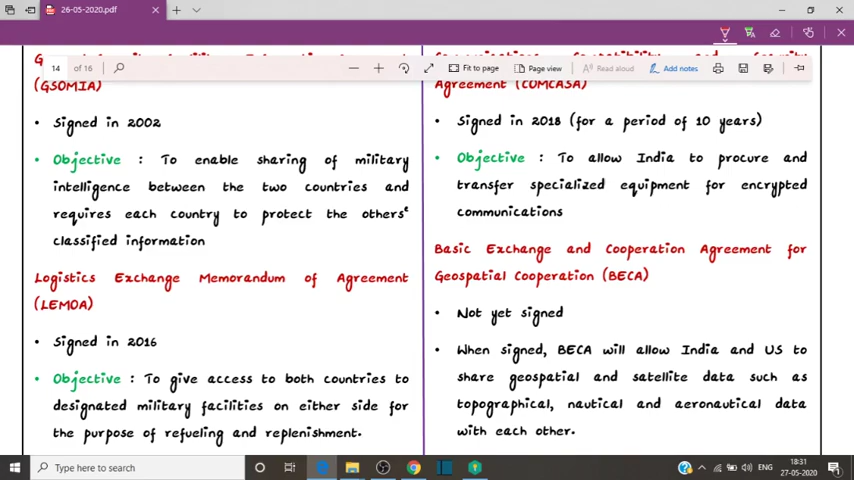 26-05-2020.pdf
14 of 16
Fit to page
Page view
Read aloud
Add notes
(GSOMIA)
• Signed in 2002
• Objective : To enable sharing of military
intelligence between the two countries and
requires each country to protect the others'
classified information
Logistics Exchange Memorandum of Agreement
(LEMOA)
• Signed in 2016
• Objective : To give access to both countries to
designated military facilities on either side for
the purpose of refueling and replenishment.
Agreement (COMCASA)
• Signed in 2018 (for a period of 10 years)
• Objective : To allow India to procure and
transfer specialized equipment for encrypted
communications
Basic Exchange and Cooperation Agreement for
Geospatial Cooperation (BECA)
• Not yet signed
• When signed, BECA will allow India and US to
share geospatial and satellite data such as
topographical, nautical and aeronautical data
with each other.
Type here to search
ENG
18:31
27-05-2020